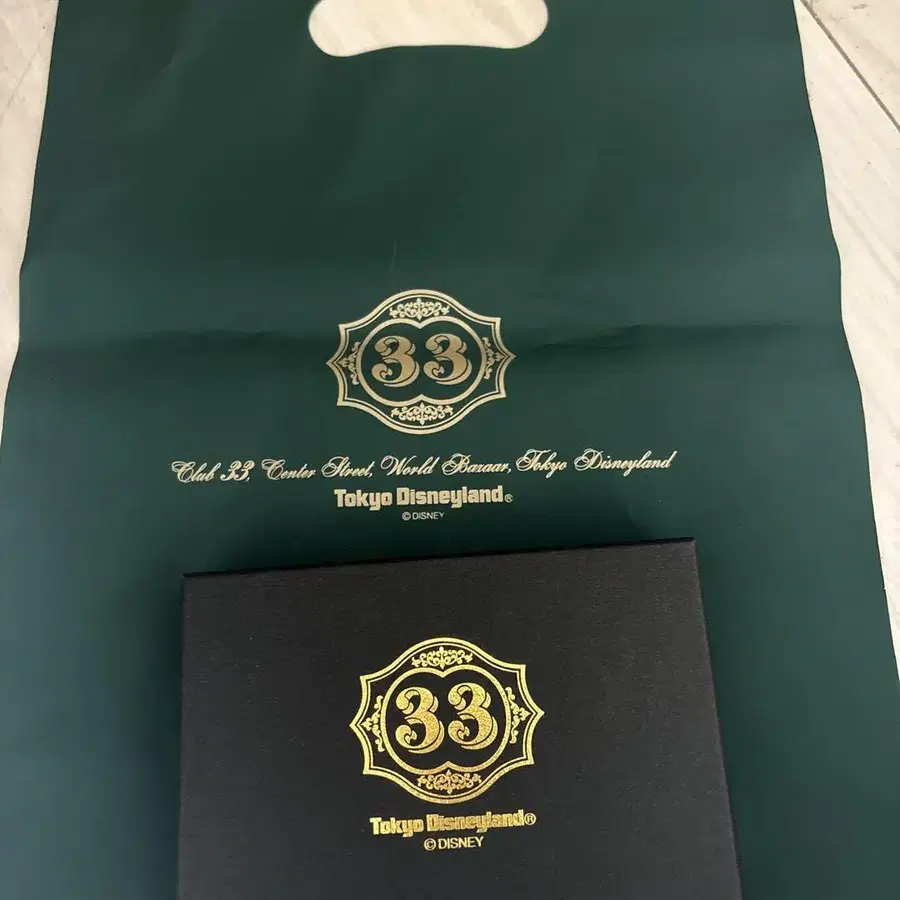 33
Club 33, Center Street, World Bazaar, Tokyo Disneyland
Tokyo Disneyland®
© DISNEY
33
Tokyo Disneyland®
© DISNEY